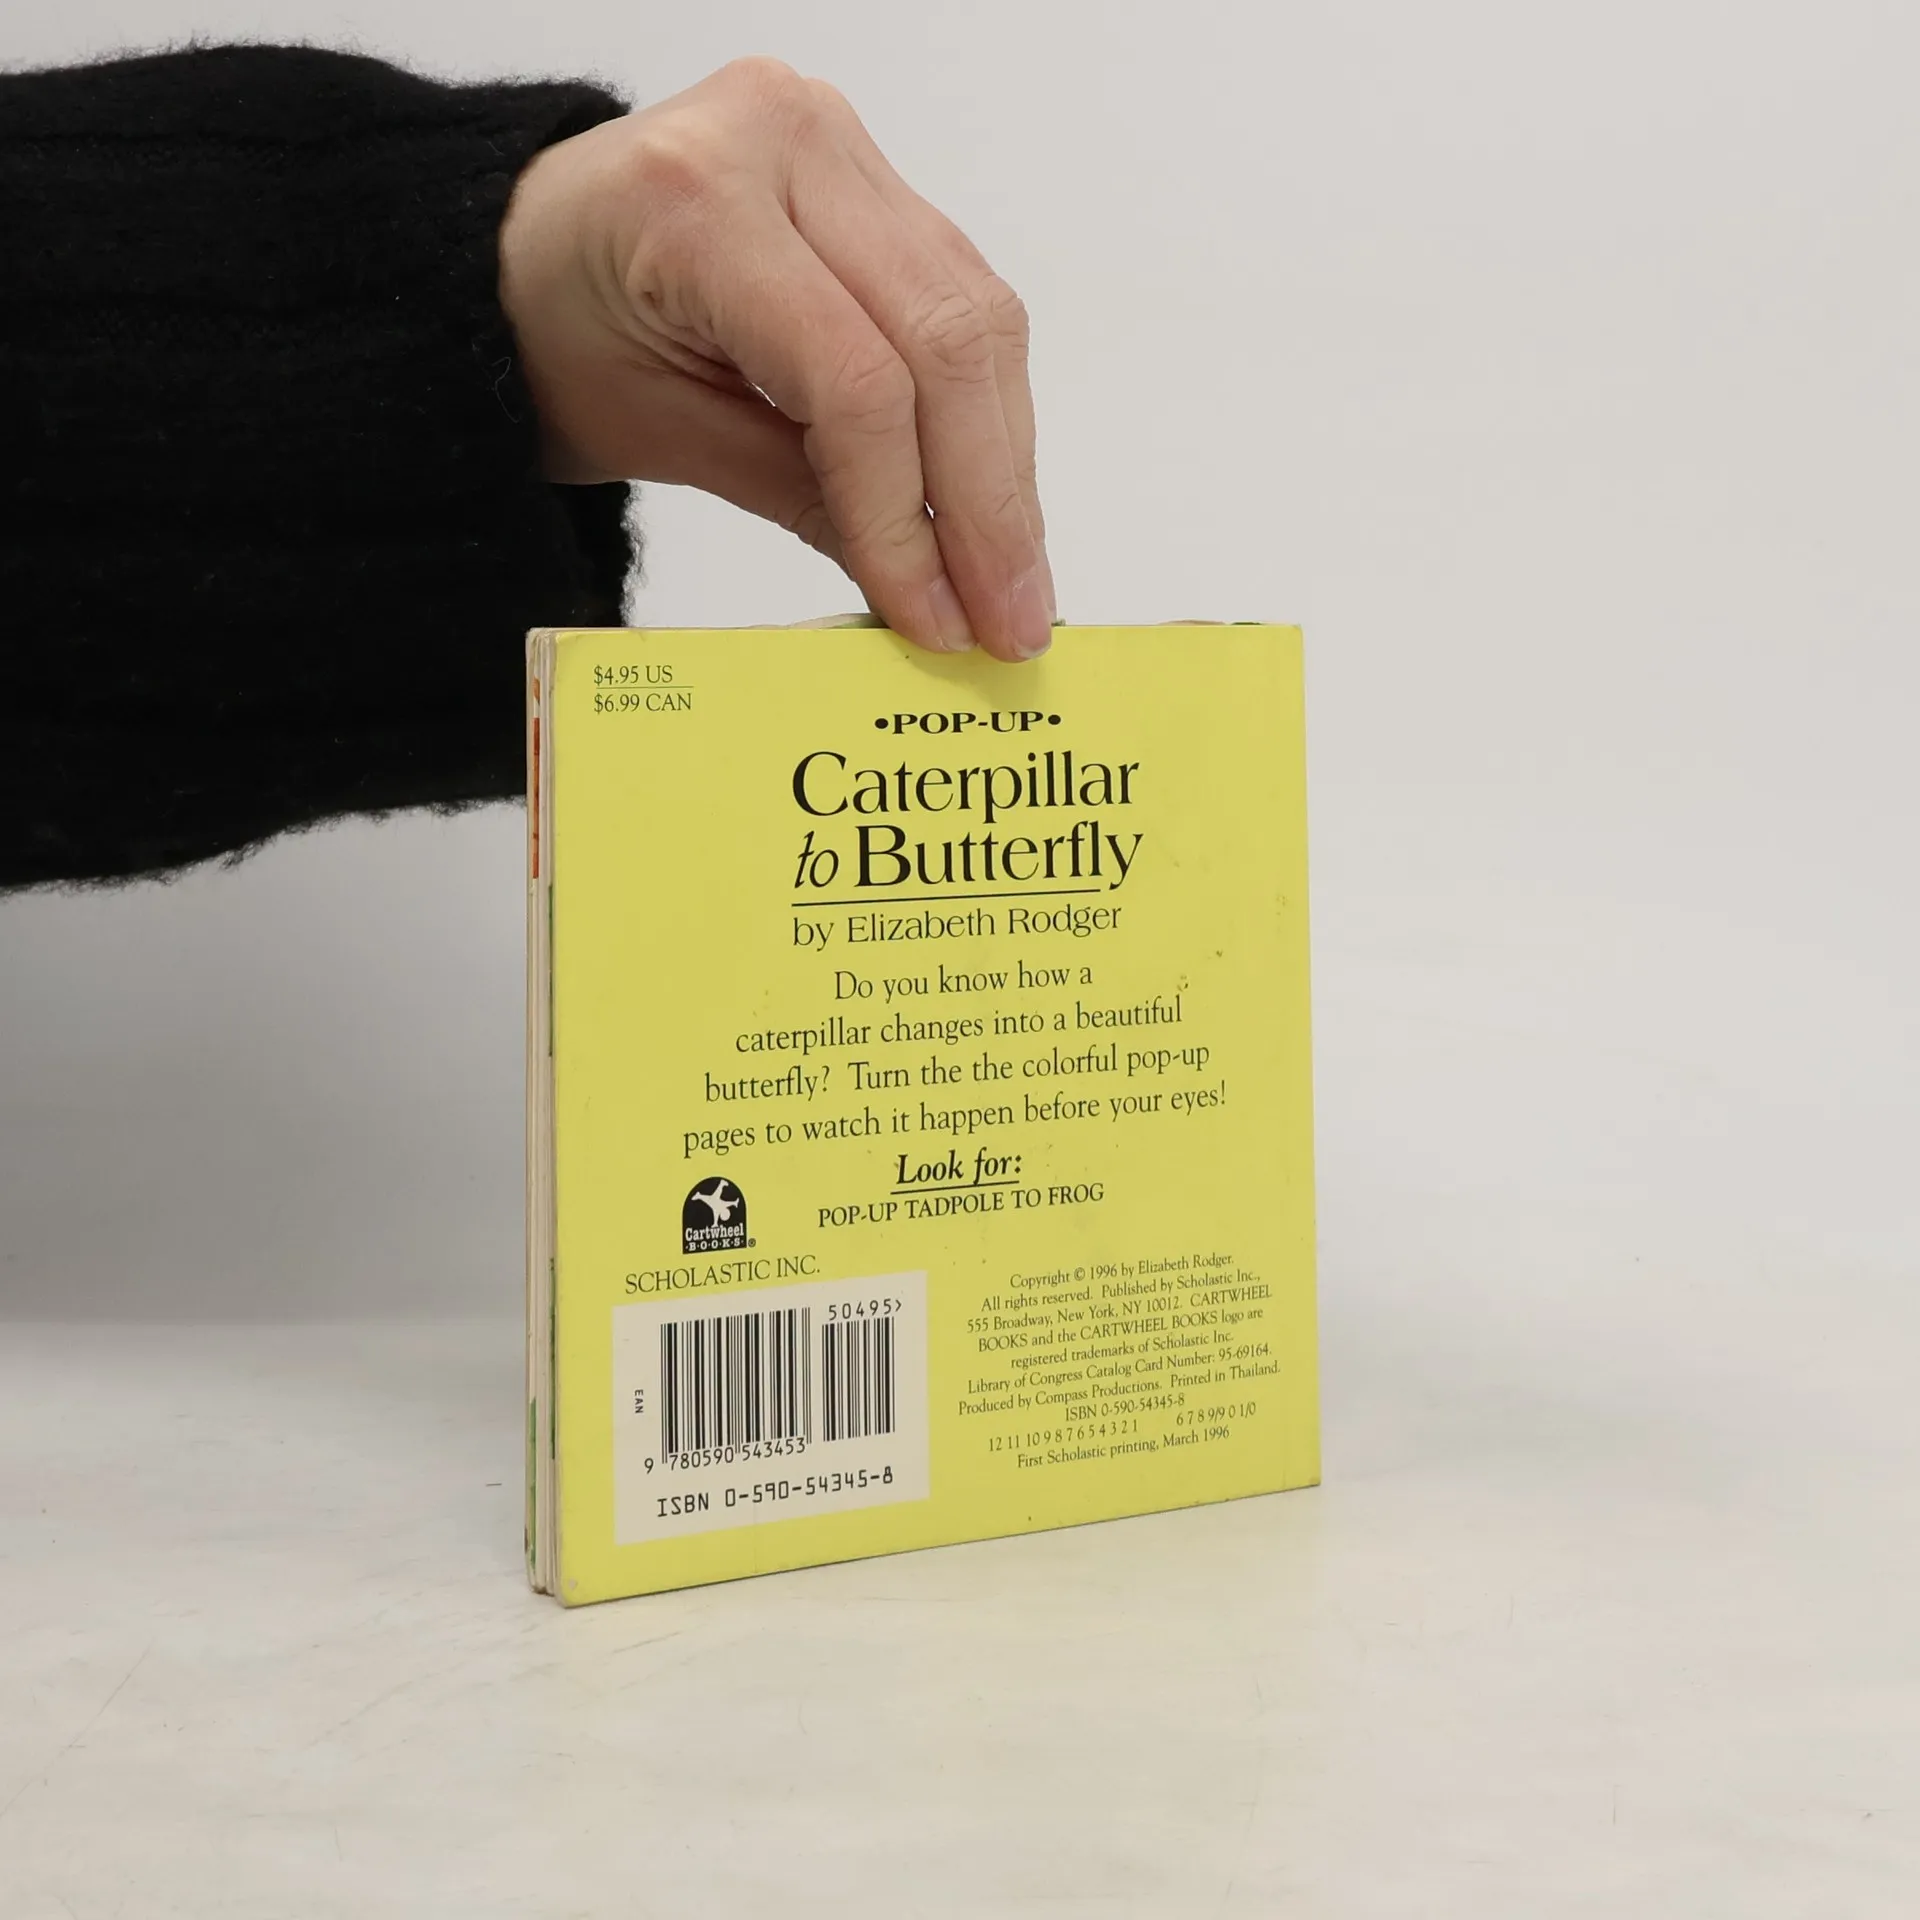 $4.95 US
$6.99 CAN
•POP-UP•
Caterpillar
to Butterfly
by Elizabeth Rodger
Do you know how a
caterpillar changes into a beautiful
butterfly? Turn the the colorful pop-up
pages to watch it happen before your eyes!
Look for:
POP-UP TADPOLE TO FROG
Cartwheel
·B·O·O·K·S· ®
SCHOLASTIC INC.
50495>
EAN
9 780590 543453
ISBN 0-590-54345-8
Copyright © 1996 by Elizabeth Rodger.
All rights reserved. Published by Scholastic Inc.,
555 Broadway, New York, NY 10012. CARTWHEEL
BOOKS and the CARTWHEEL BOOKS logo are
registered trademarks of Scholastic Inc.
Library of Congress Catalog Card Number: 95-69164.
Produced by Compass Productions. Printed in Thailand.
ISBN 0-590-54345-8
12 11 10 9 8 7 6 5 4 3 2 1 6 7 8 9/9 0 1/0
First Scholastic printing, March 1996